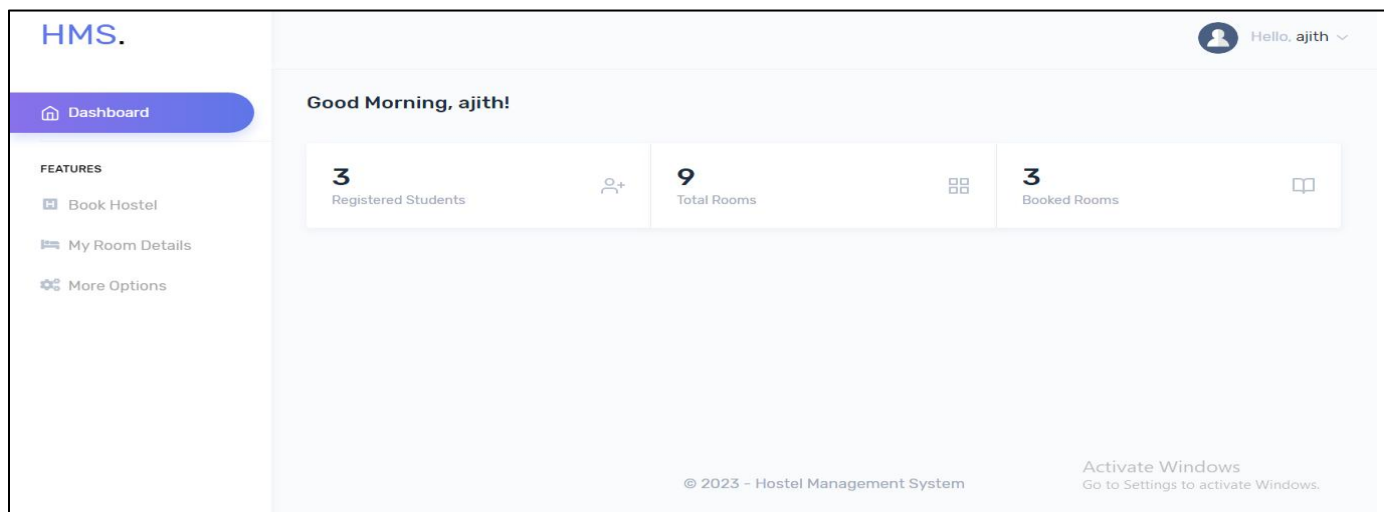 HMS.
Hello, ajith
Dashboard
Good Morning, ajith!
FEATURES
Book Hostel
My Room Details
More Options
3
Registered Students
9
Total Rooms
3
Booked Rooms
Activate Windows
Go to Settings to activate Windows.
© 2023 - Hostel Management System